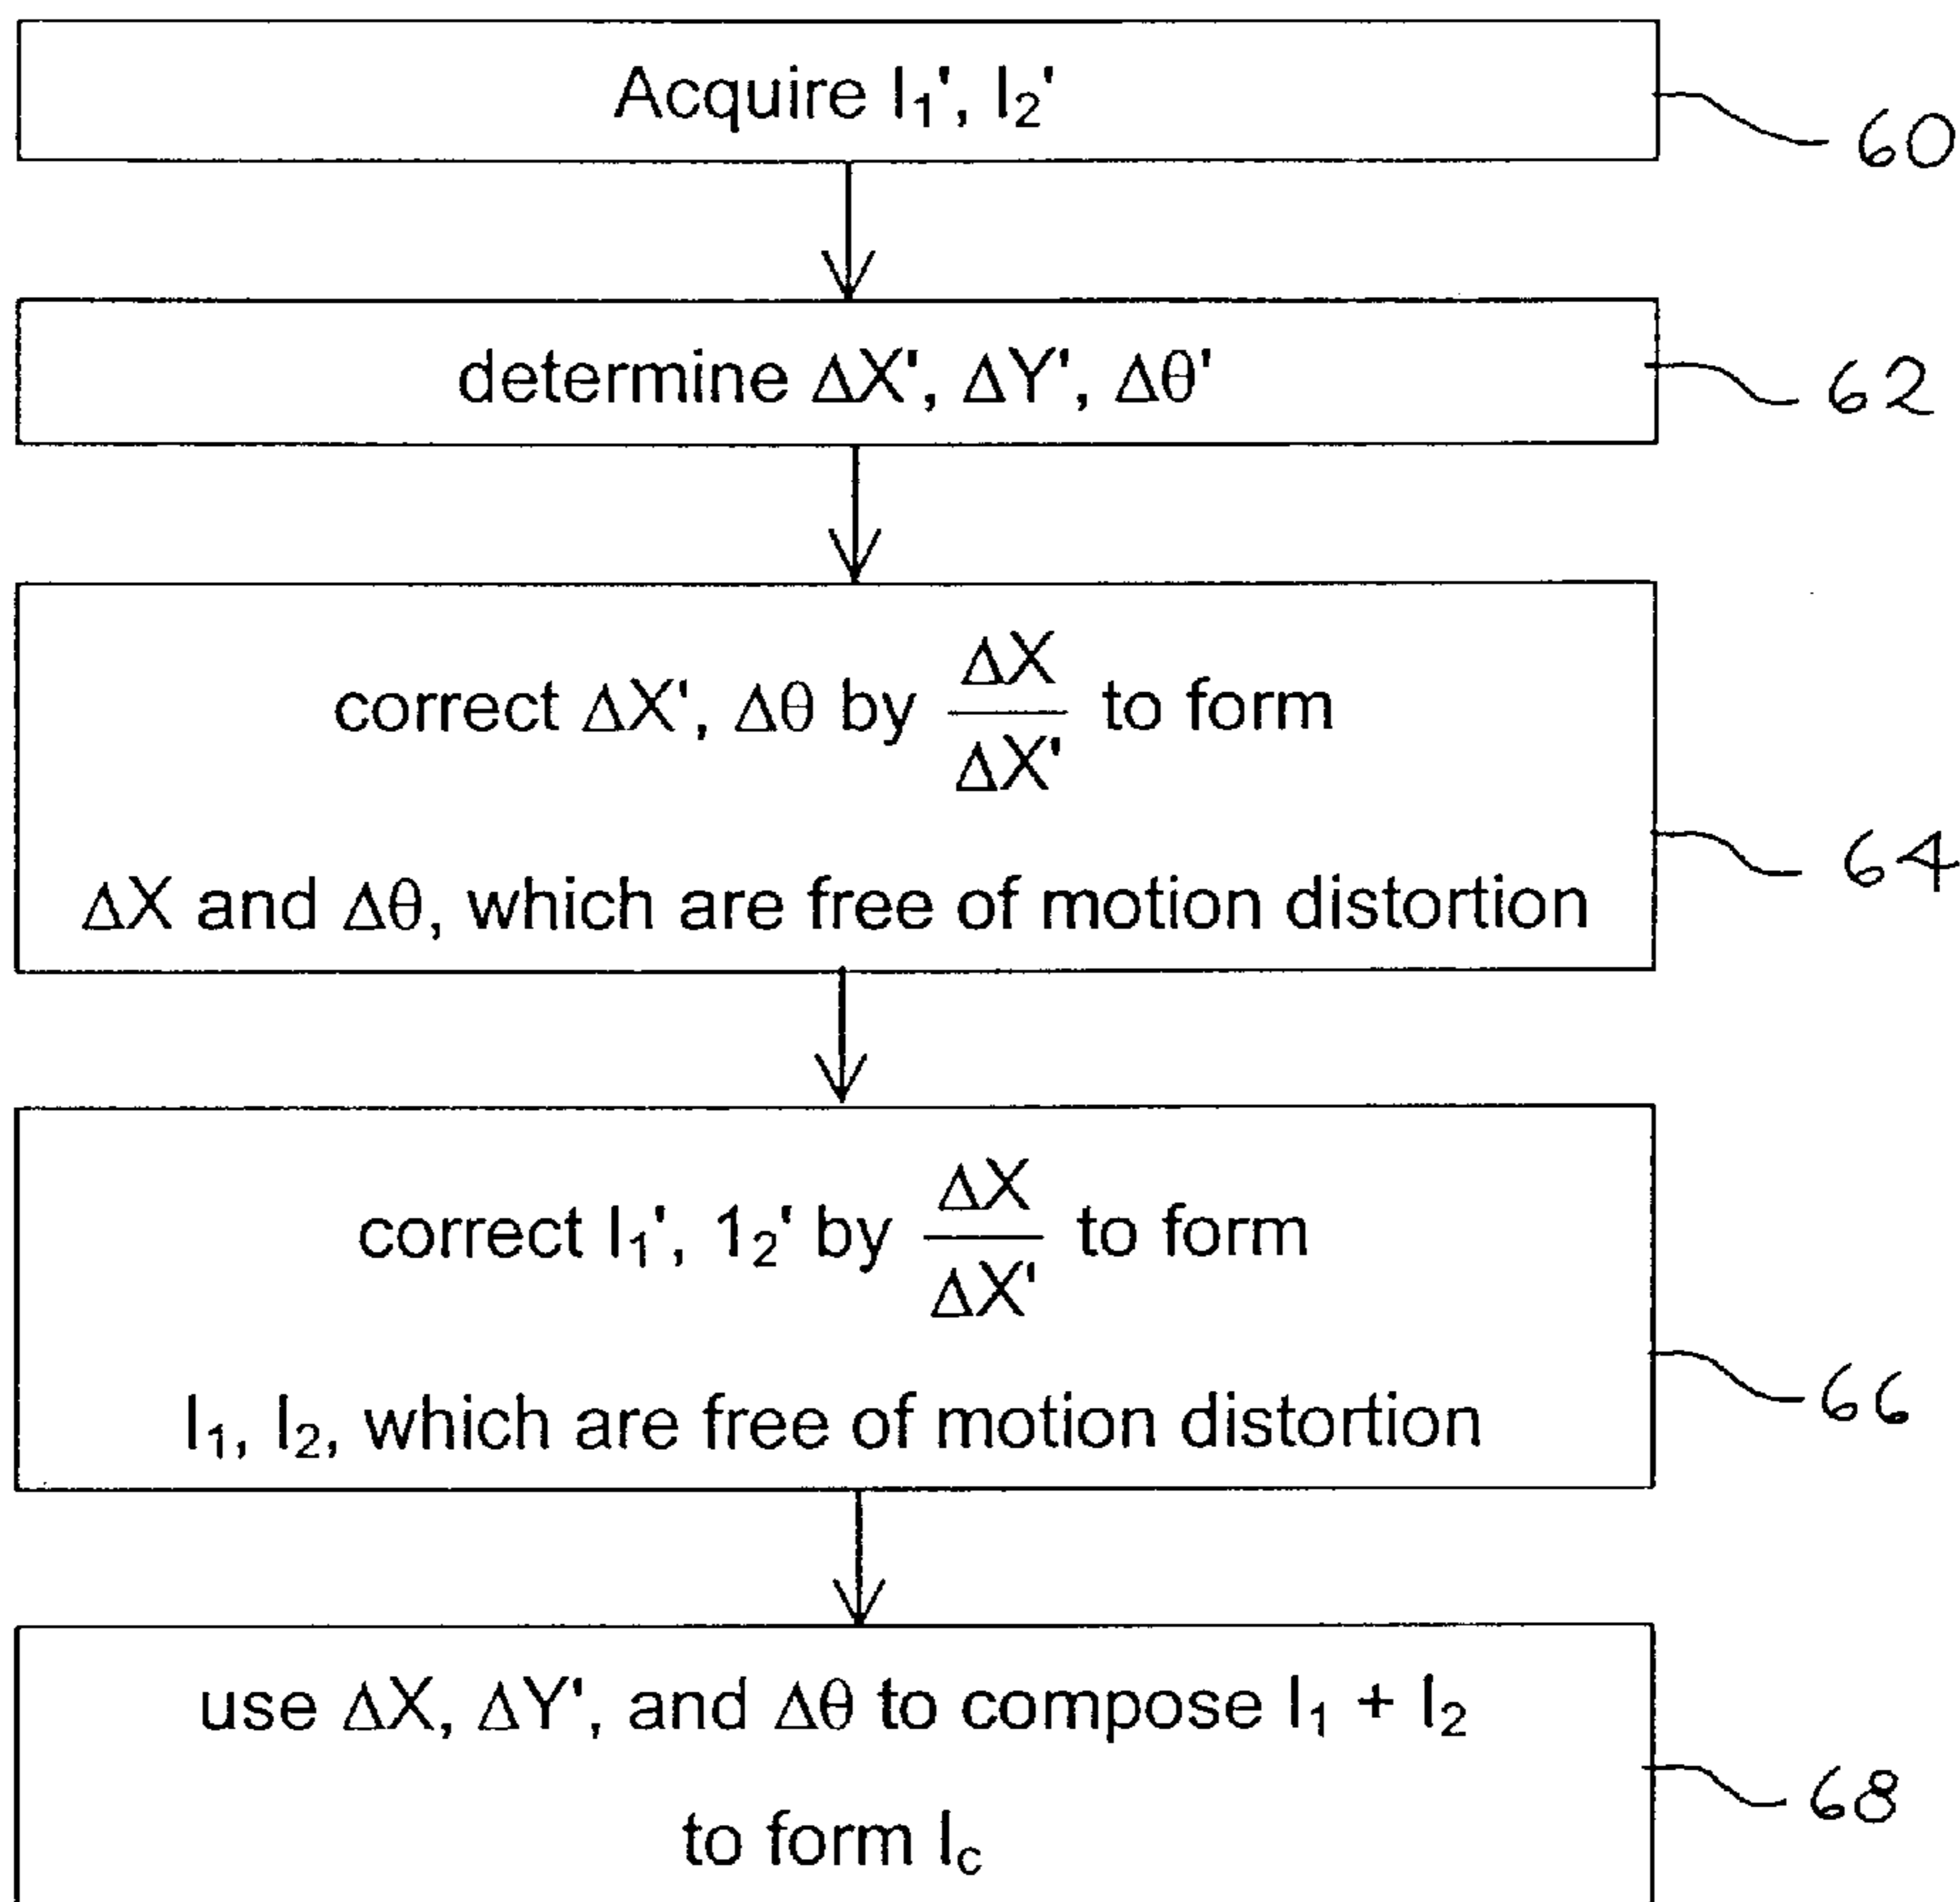 Acquire I₁', I₂'
60
determine ΔX', ΔY', Δθ'
62
correct ΔX', Δθ by ΔX/ΔX' to form
64
ΔX and Δθ, which are free of motion distortion
correct I₁', 1₂' by ΔX/ΔX' to form
66
I₁, I₂, which are free of motion distortion
use ΔX, ΔY', and Δθ to compose I₁ + I₂
68
to form I꜀